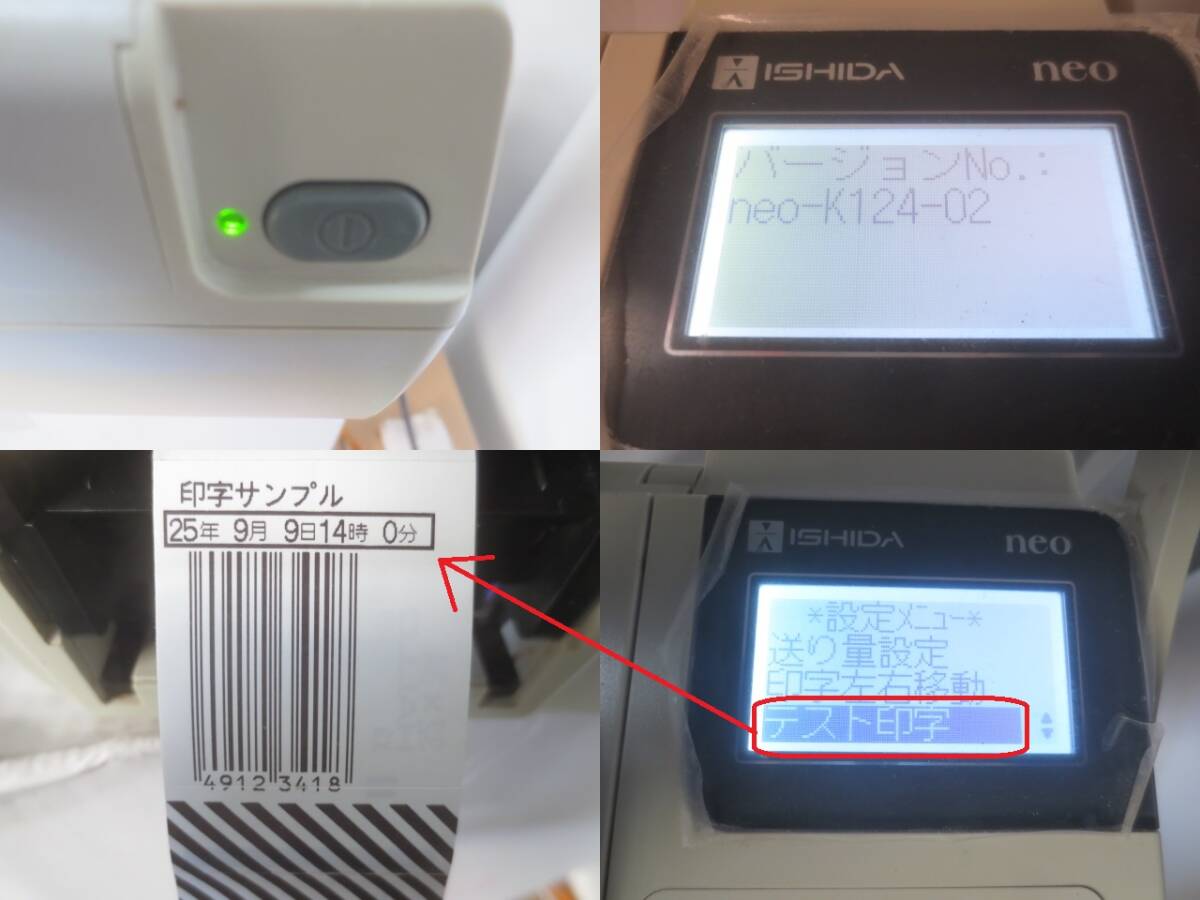 ISHIDA neo
バージョンNo.:
neo-K124-02
印字サンプル
25年 9月 9日14時 0分
4912 3418
ISHIDA neo
*設定ﾒﾆｭｰ*
送り量設定
印字左右移動
テスト印字